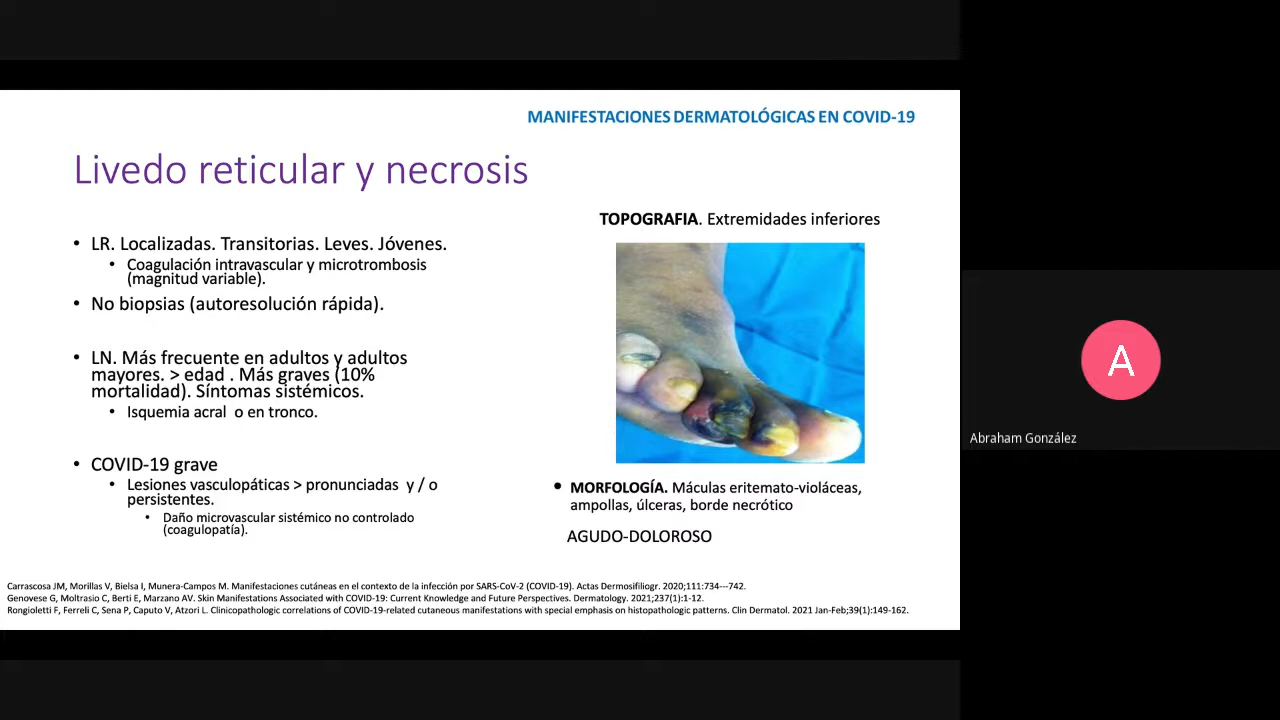 MANIFESTACIONES DERMATOLÓGICAS EN COVID-19
Livedo reticular y necrosis
• LR. Localizadas. Transitorias. Leves. Jóvenes.
• Coagulación intravascular y microtrombosis
(magnitud variable).
• No biopsias (autoresolución rápida).
• LN. Más frecuente en adultos y adultos
mayores. > edad . Más graves (10%
mortalidad). Síntomas sistémicos.
• Isquemia acral o en tronco.
• COVID-19 grave
• Lesiones vasculopáticas > pronunciadas y / o
persistentes.
• Daño microvascular sistémico no controlado
(coagulopatía).
TOPOGRAFIA. Extremidades inferiores
• MORFOLOGÍA. Máculas eritemato-violáceas,
ampollas, úlceras, borde necrótico
AGUDO-DOLOROSO
Carrascosa JM, Morillas V, Bielsa I, Munera-Campos M. Manifestaciones cutáneas en el contexto de la infección por SARS-CoV-2 (COVID-19). Actas Dermosifiliogr. 2020;111:734---742.
Genovese G, Moltrasio C, Berti E, Marzano AV. Skin Manifestations Associated with COVID-19: Current Knowledge and Future Perspectives. Dermatology. 2021;237(1):1-12.
Rongioletti F, Ferreli C, Sena P, Caputo V, Atzori L. Clinicopathologic correlations of COVID-19-related cutaneous manifestations with special emphasis on histopathologic patterns. Clin Dermatol. 2021 Jan-Feb;39(1):149-162.
A
Abraham González